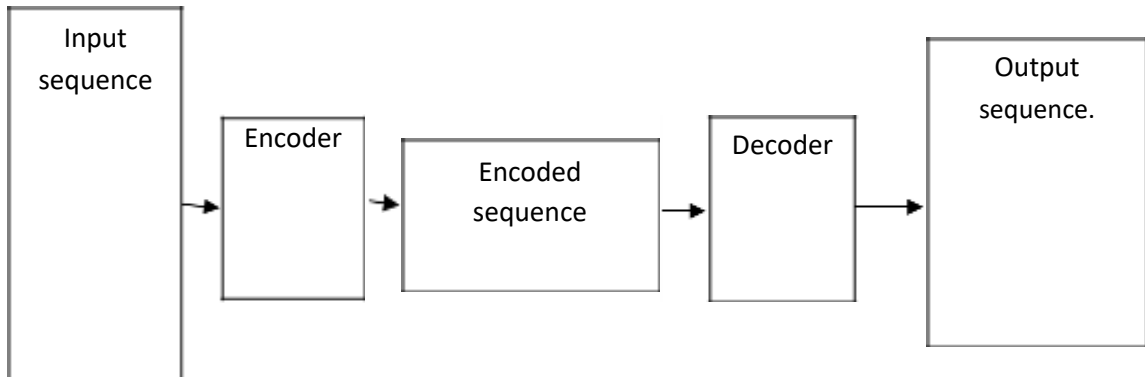 Input
sequence
Encoder
Encoded
sequence
Decoder
Output
sequence.